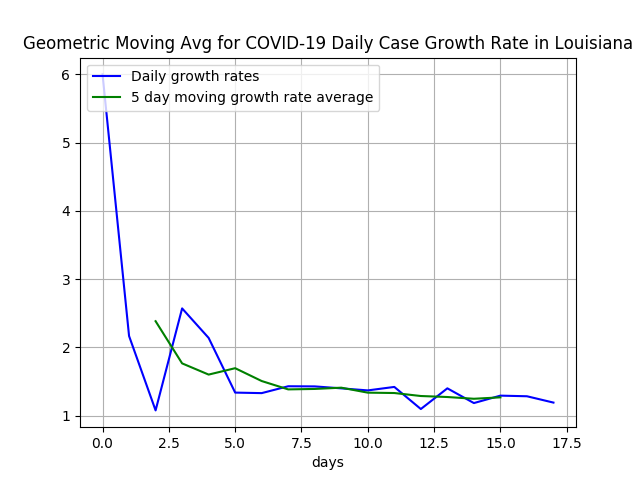 Geometric Moving Avg for COVID-19 Daily Case Growth Rate in Louisiana
Daily growth rates
5 day moving growth rate average
6
5
4
3
2
1
0.0 2.5 5.0 7.5 10.0 12.5 15.0 17.5
days